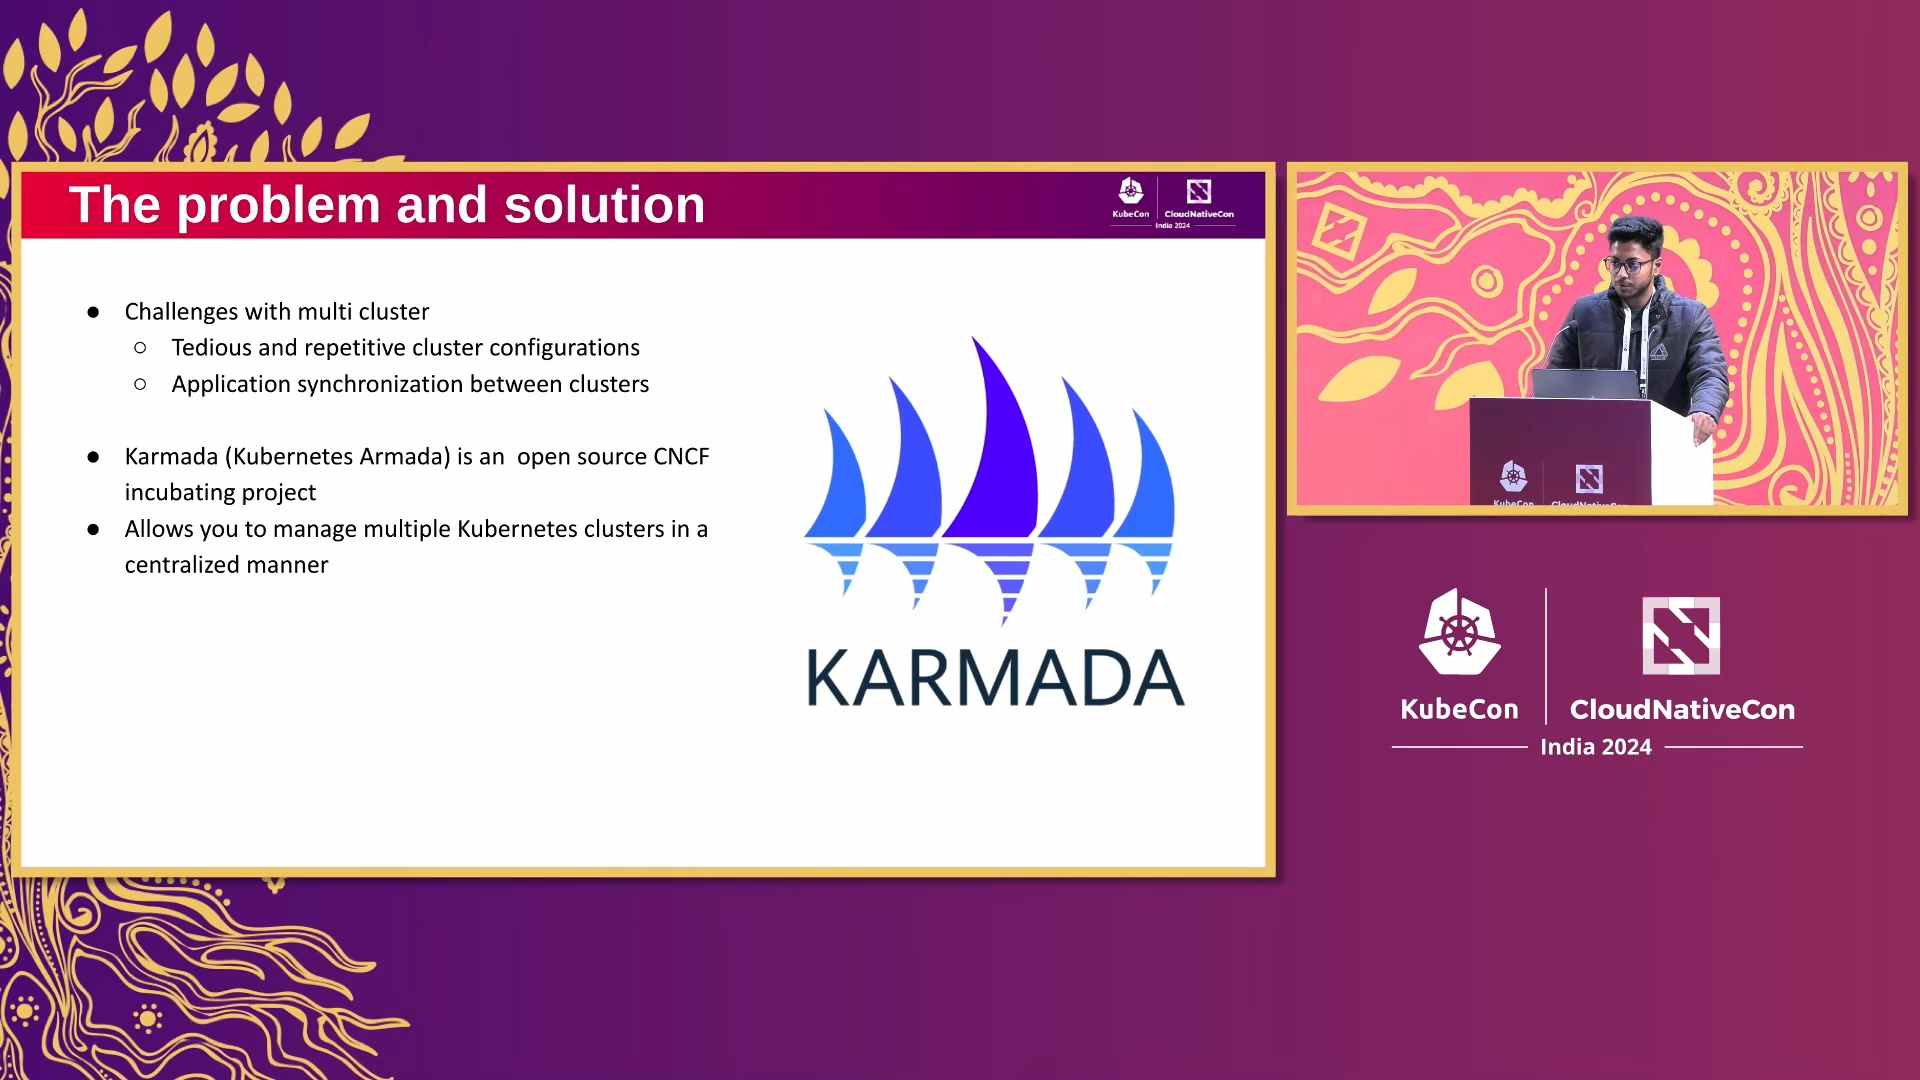 The problem and solution
KubeCon
CloudNativeCon
India 2024
● Challenges with multi cluster
○ Tedious and repetitive cluster configurations
○ Application synchronization between clusters
● Karmada (Kubernetes Armada) is an  open source CNCF
incubating project
● Allows you to manage multiple Kubernetes clusters in a
centralized manner
KARMADA
KubeCon
CloudNativeCon
KubeCon
CloudNativeCon
India 2024